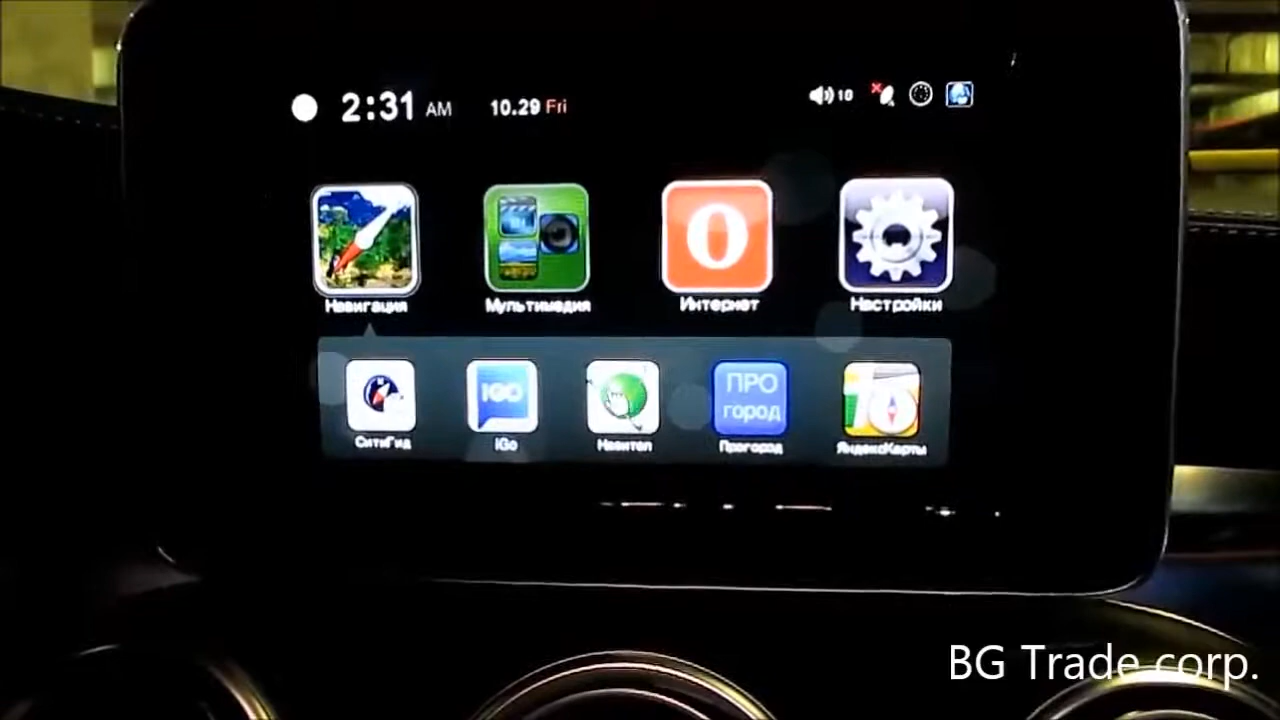 2:31 AM 10.29 Fri 10
Навигация Мультимедия Интернет Настройки
iGO ПРО город
СитиГид iGo Навител Прогород ЯндексКарты
BG Trade corp.